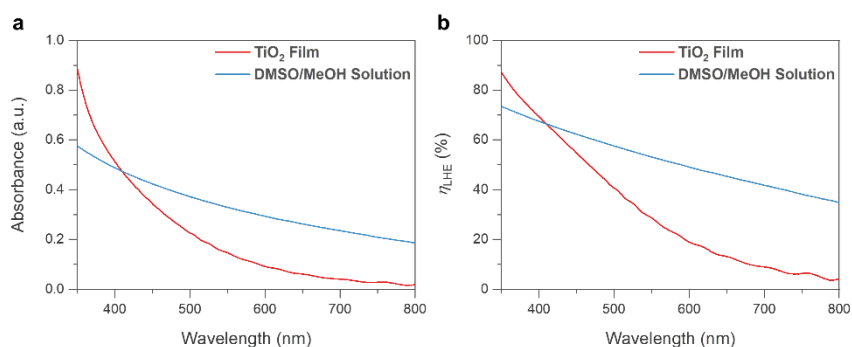 a
TiO₂ Film
DMSO/MeOH Solution
Absorbance (a.u.)
1.0
0.8
0.6
0.4
0.2
0.0
400 500 600 700 800
Wavelength (nm)
b
TiO₂ Film
DMSO/MeOH Solution
ηLHE (%)
100
80
60
40
20
0
400 500 600 700 800
Wavelength (nm)